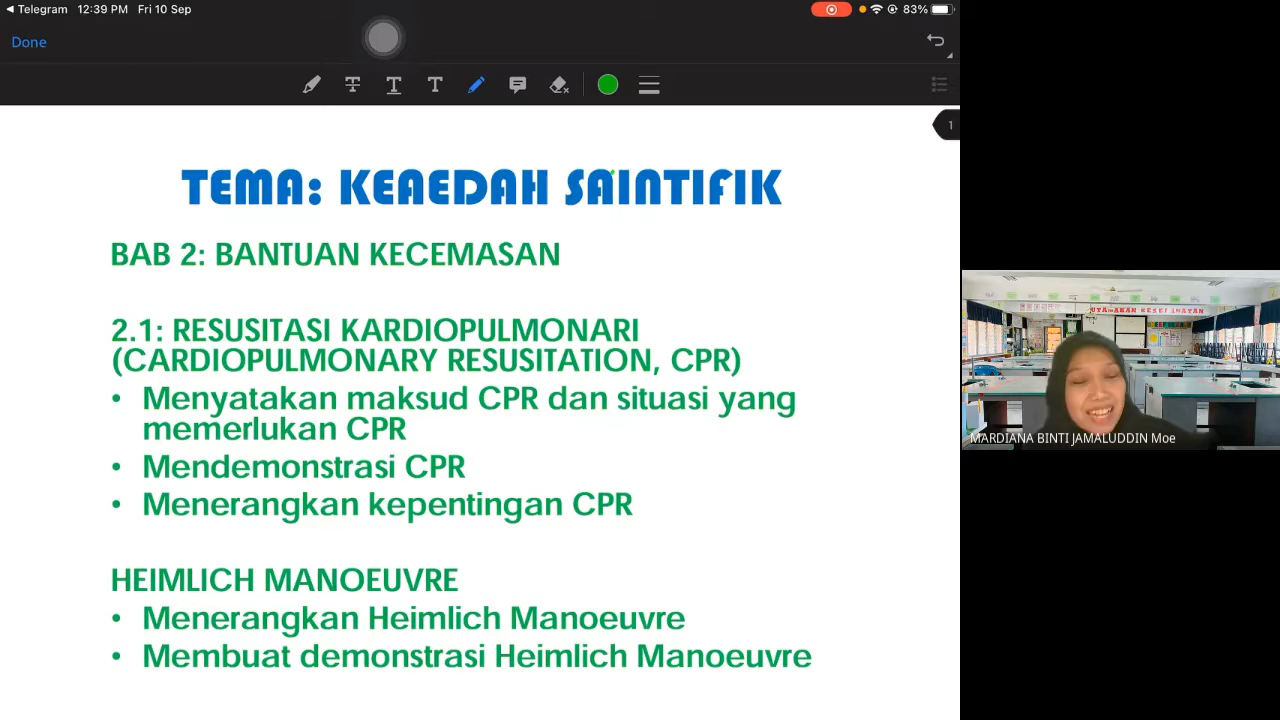 Telegram 12:39 PM Fri 10 Sep 83%
Done
1
TEMA: KEAEDAH SAINTIFIK
BAB 2: BANTUAN KECEMASAN
2.1: RESUSITASI KARDIOPULMONARI
(CARDIOPULMONARY RESUSITATION, CPR)
• Menyatakan maksud CPR dan situasi yang
memerlukan CPR
• Mendemonstrasi CPR
• Menerangkan kepentingan CPR
HEIMLICH MANOEUVRE
• Menerangkan Heimlich Manoeuvre
• Membuat demonstrasi Heimlich Manoeuvre
MARDIANA BINTI JAMALUDDIN Moe